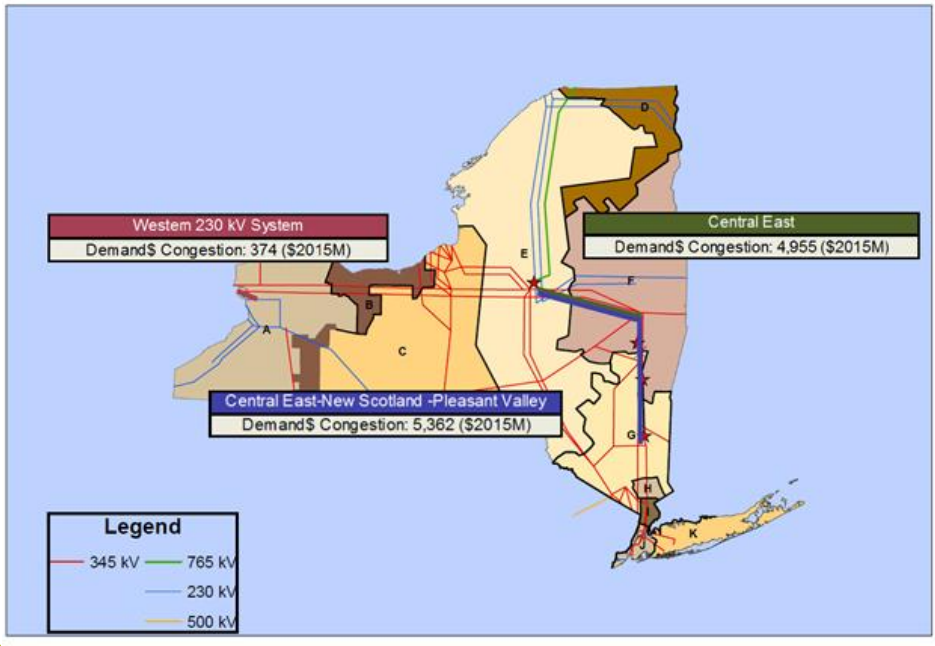 D
Western 230 kV System
Demand$ Congestion: 374 ($2015M)
Central East
Demand$ Congestion: 4,955 ($2015M)
E
F
B
A
C
Central East-New Scotland -Pleasant Valley
Demand$ Congestion: 5,362 ($2015M)
G
H
K
Legend
345 kV
765 kV
230 kV
500 kV